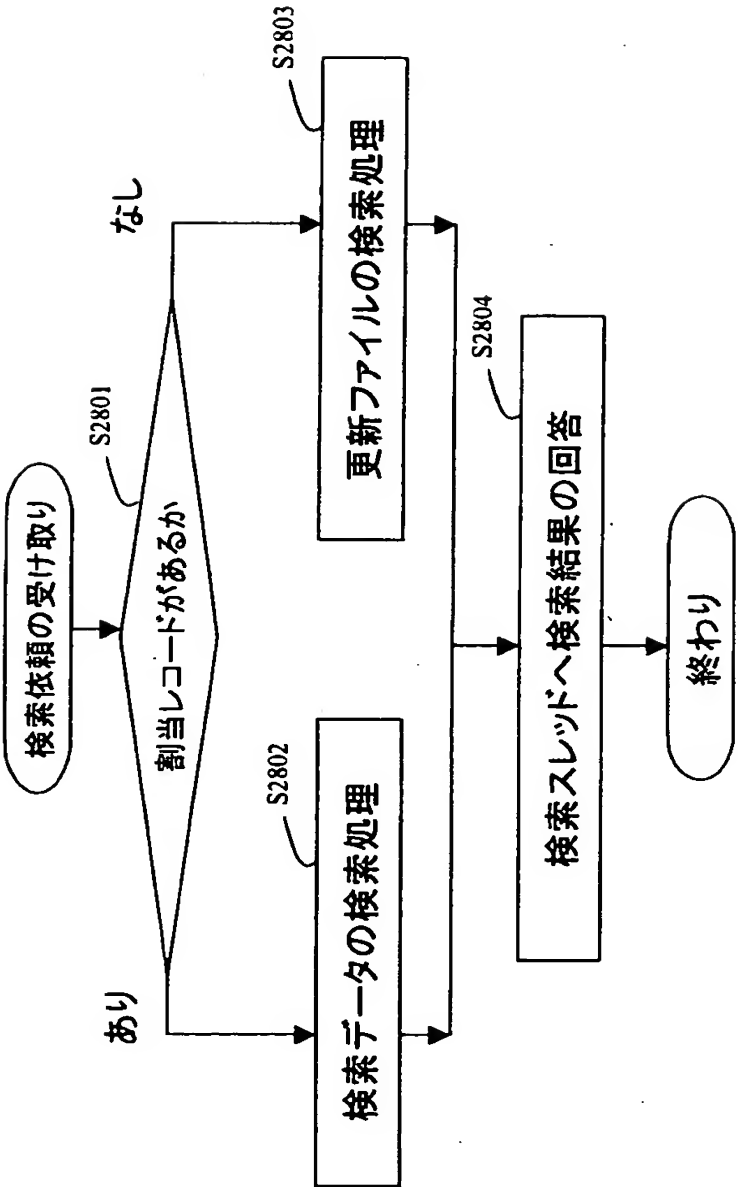 検索依頼の受け取り
S2801
割当レコードがあるか
あり
なし
S2802
検索データの検索処理
S2803
更新ファイルの検索処理
S2804
検索スレッドへ検索結果の回答
終わり